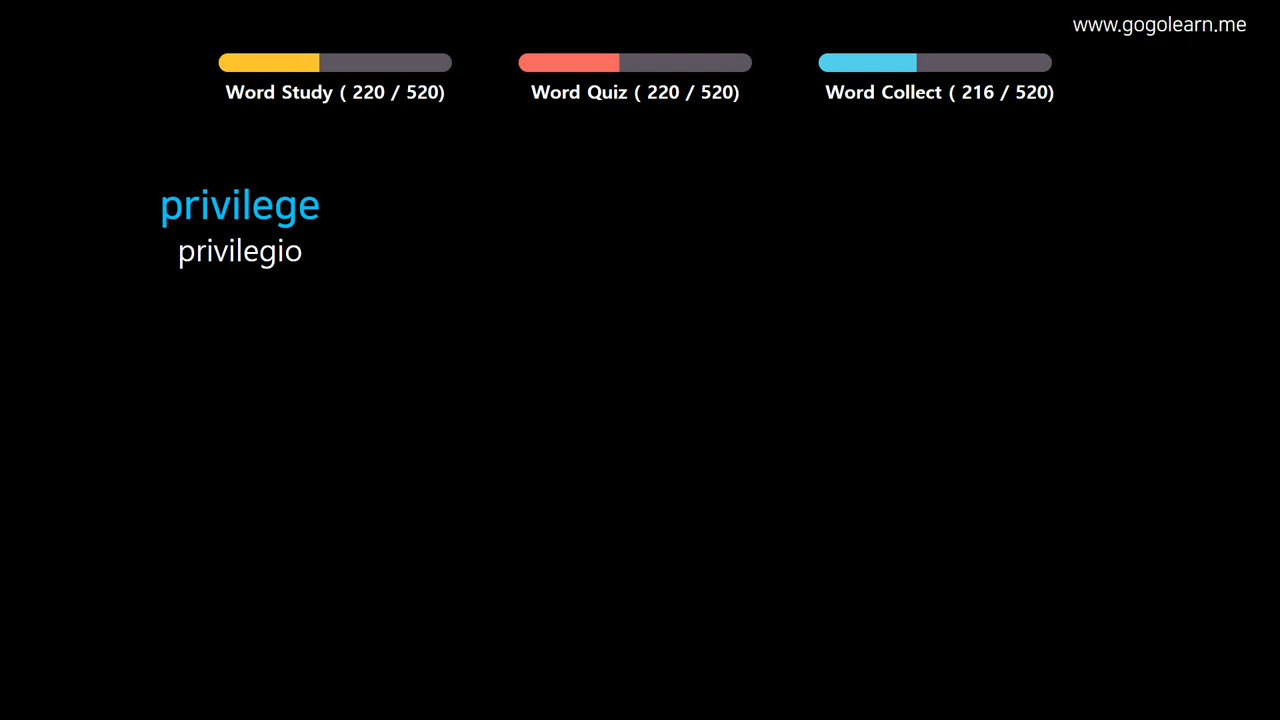 www.gogolearn.me
Word Study ( 220 / 520)
Word Quiz ( 220 / 520)
Word Collect ( 216 / 520)
privilege
privilegio